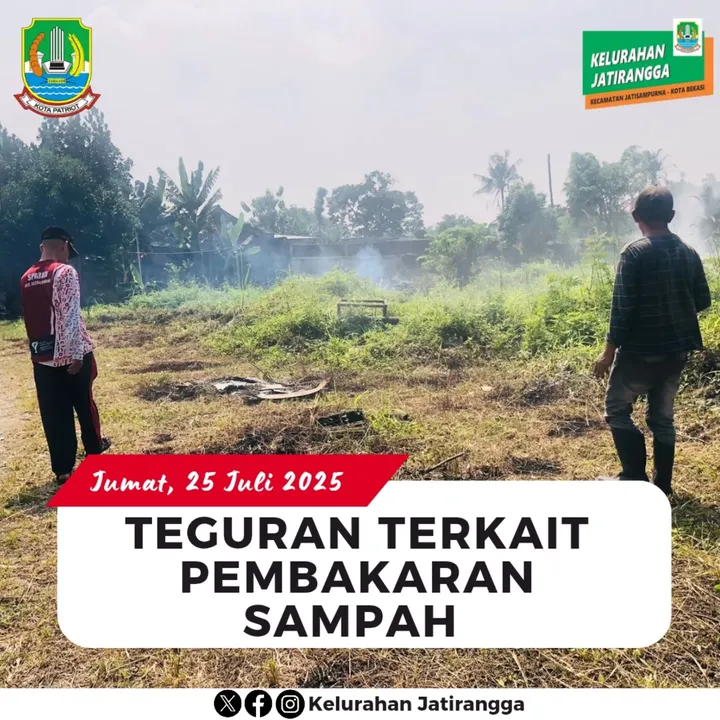 KOTA PATRIOT
KELURAHAN
JATIRANGGA
KECAMATAN JATISAMPURNA - KOTA BEKASI
Jumat, 25 Juli 2025
TEGURAN TERKAIT
PEMBAKARAN
SAMPAH
Kelurahan Jatirangga